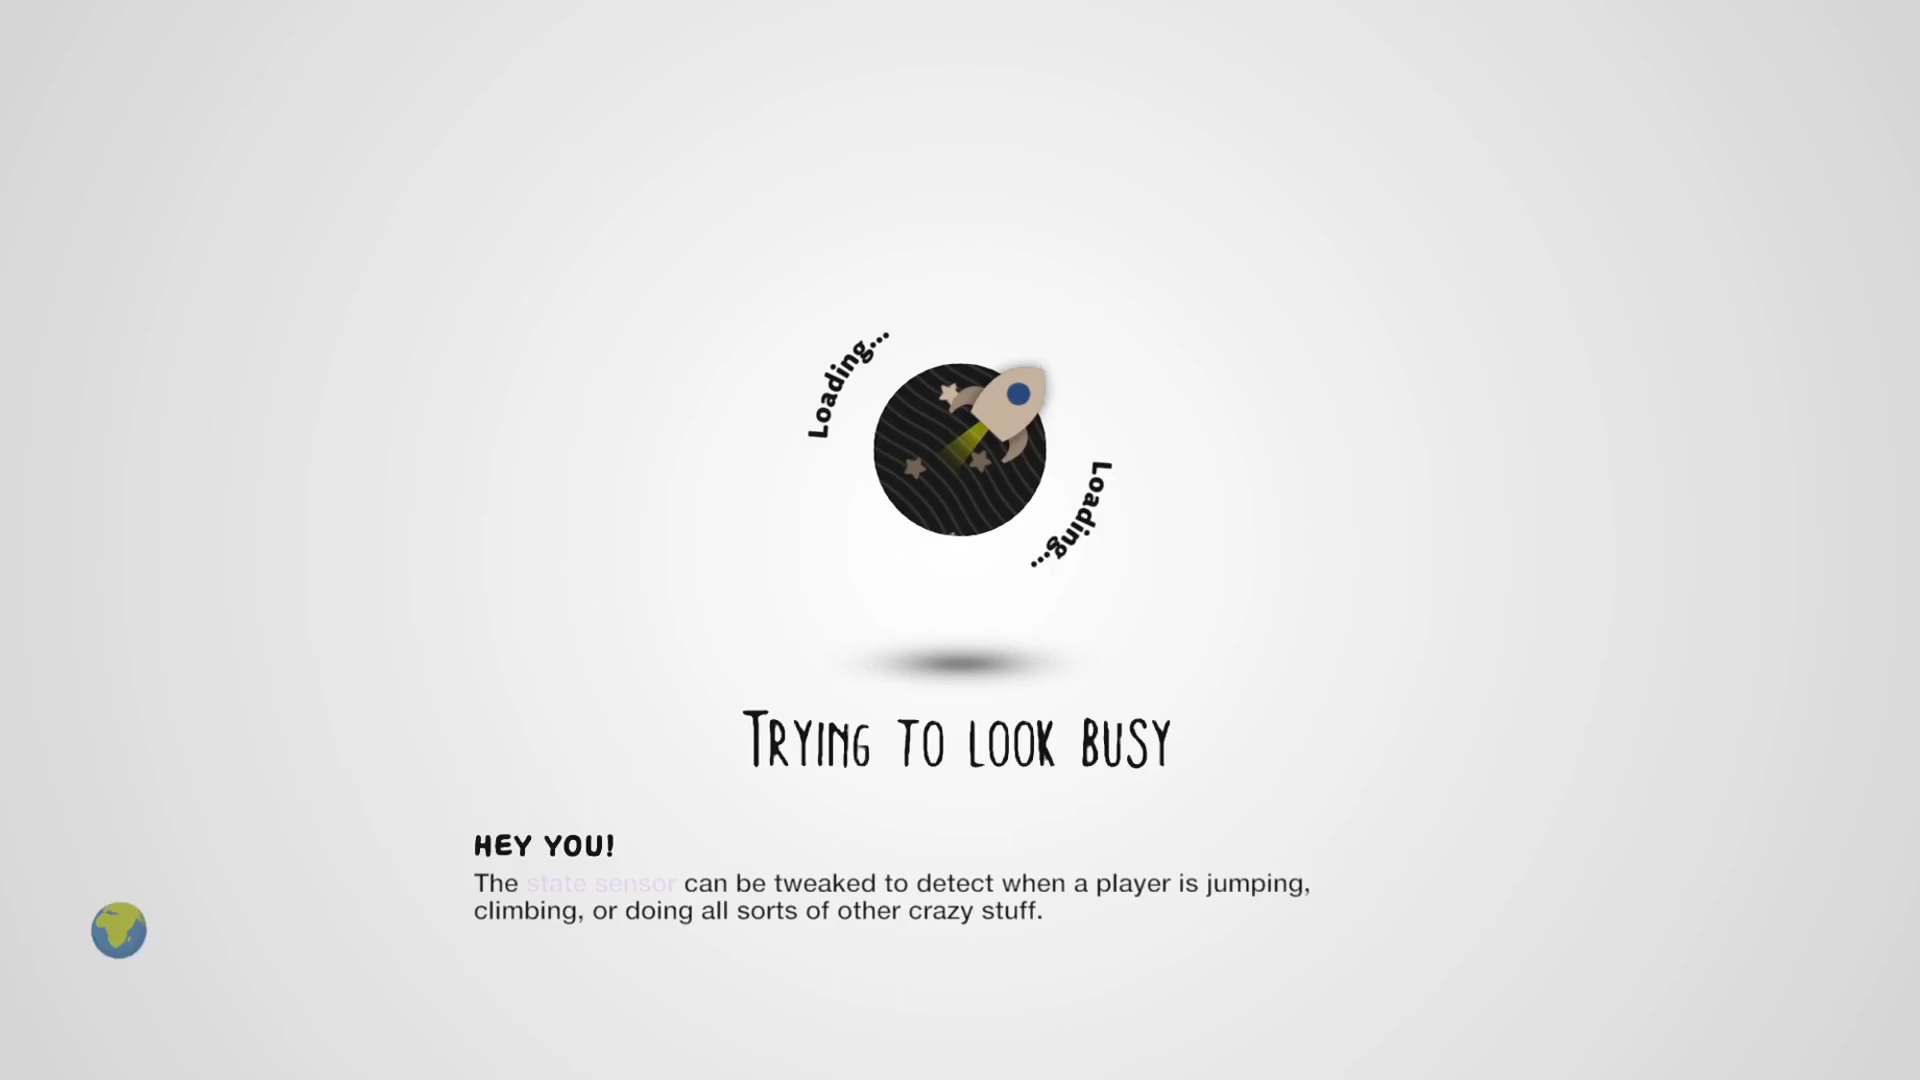 Loading...
Loading...
TRYING TO LOOK BUSY
HEY YOU!
The state sensor can be tweaked to detect when a player is jumping,
climbing, or doing all sorts of other crazy stuff.